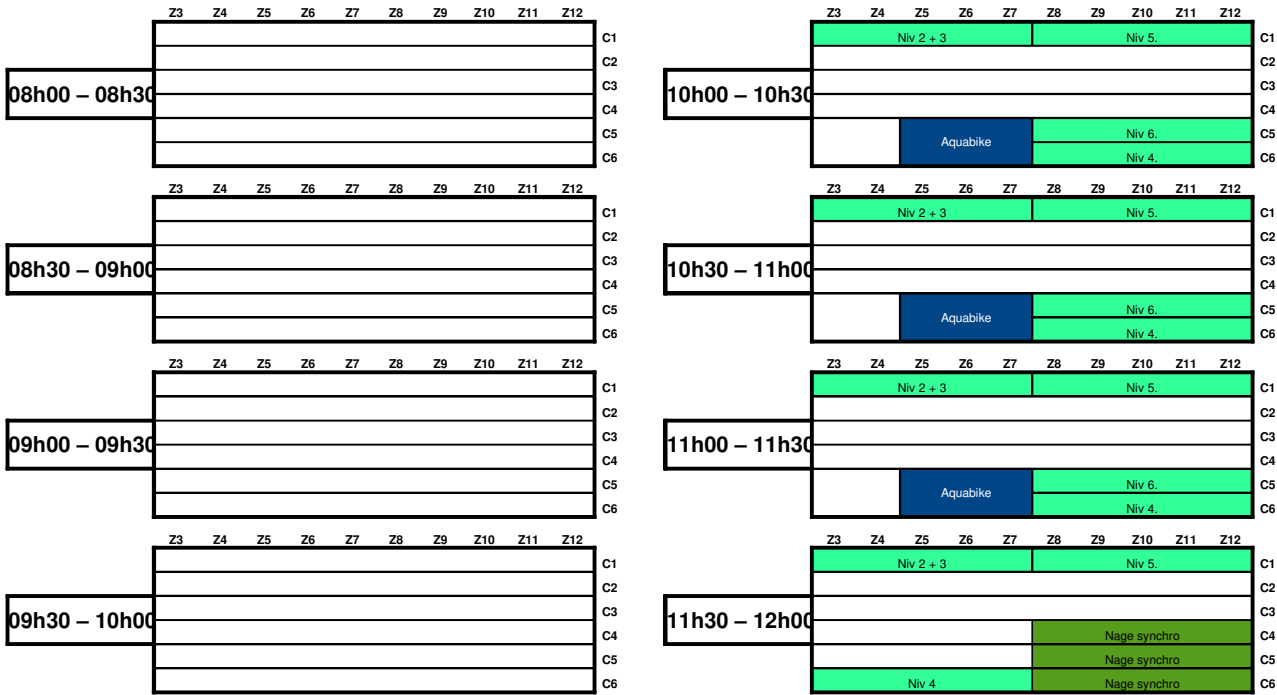 Z3 Z4 Z5 Z6 Z7 Z8 Z9 Z10 Z11 Z12
C1
C2
08h00 – 08h30
C3
C4
C5
C6
Z3 Z4 Z5 Z6 Z7 Z8 Z9 Z10 Z11 Z12
C1
C2
08h30 – 09h00
C3
C4
C5
C6
Z3 Z4 Z5 Z6 Z7 Z8 Z9 Z10 Z11 Z12
C1
C2
09h00 – 09h30
C3
C4
C5
C6
Z3 Z4 Z5 Z6 Z7 Z8 Z9 Z10 Z11 Z12
C1
C2
09h30 – 10h00
C3
C4
C5
C6
Z3 Z4 Z5 Z6 Z7 Z8 Z9 Z10 Z11 Z12
Niv 2 + 3 Niv 5. C1
C2
10h00 – 10h30
C3
C4
Aquabike
Niv 6. C5
Niv 4. C6
Z3 Z4 Z5 Z6 Z7 Z8 Z9 Z10 Z11 Z12
Niv 2 + 3 Niv 5. C1
C2
10h30 – 11h00
C3
C4
Aquabike
Niv 6. C5
Niv 4. C6
Z3 Z4 Z5 Z6 Z7 Z8 Z9 Z10 Z11 Z12
Niv 2 + 3 Niv 5. C1
C2
11h00 – 11h30
C3
C4
Aquabike
Niv 6. C5
Niv 4. C6
Z3 Z4 Z5 Z6 Z7 Z8 Z9 Z10 Z11 Z12
Niv 2 + 3 Niv 5. C1
C2
11h30 – 12h00
C3
Nage synchro C4
Nage synchro C5
Niv 4 Nage synchro C6